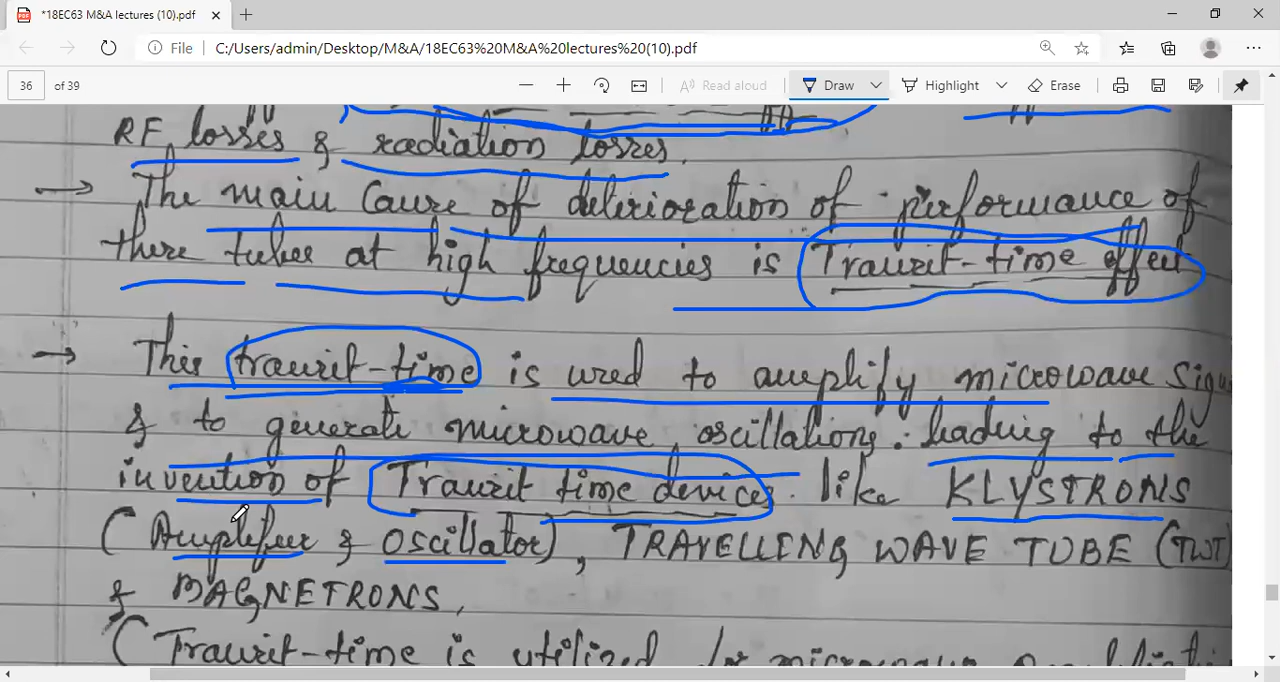 *18EC63 M&A lectures (10).pdf
File C:/Users/admin/Desktop/M&A/18EC63%20M&A%20lectures%20(10).pdf
36 of 39 Read aloud Draw Highlight Erase
RF losses & radiation losses.
→ The main Cause of deterioration of performance of
these tubes at high frequencies is Transit-time effect
→ This transit-time is used to amplify microwave sign
& to generate microwave oscillations. leading to the
invention of Transit time devices. like KLYSTRONS
(Amplifier & Oscillator), TRAVELLING WAVE TUBE (TWT)
& MAGNETRONS,
(Transit-time is utilized for microwave